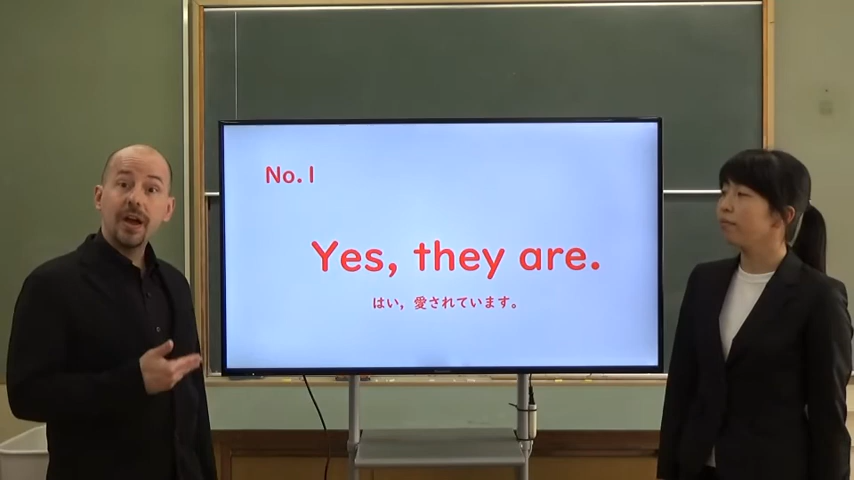 No. 1
Yes, they are.
はい，愛されています。